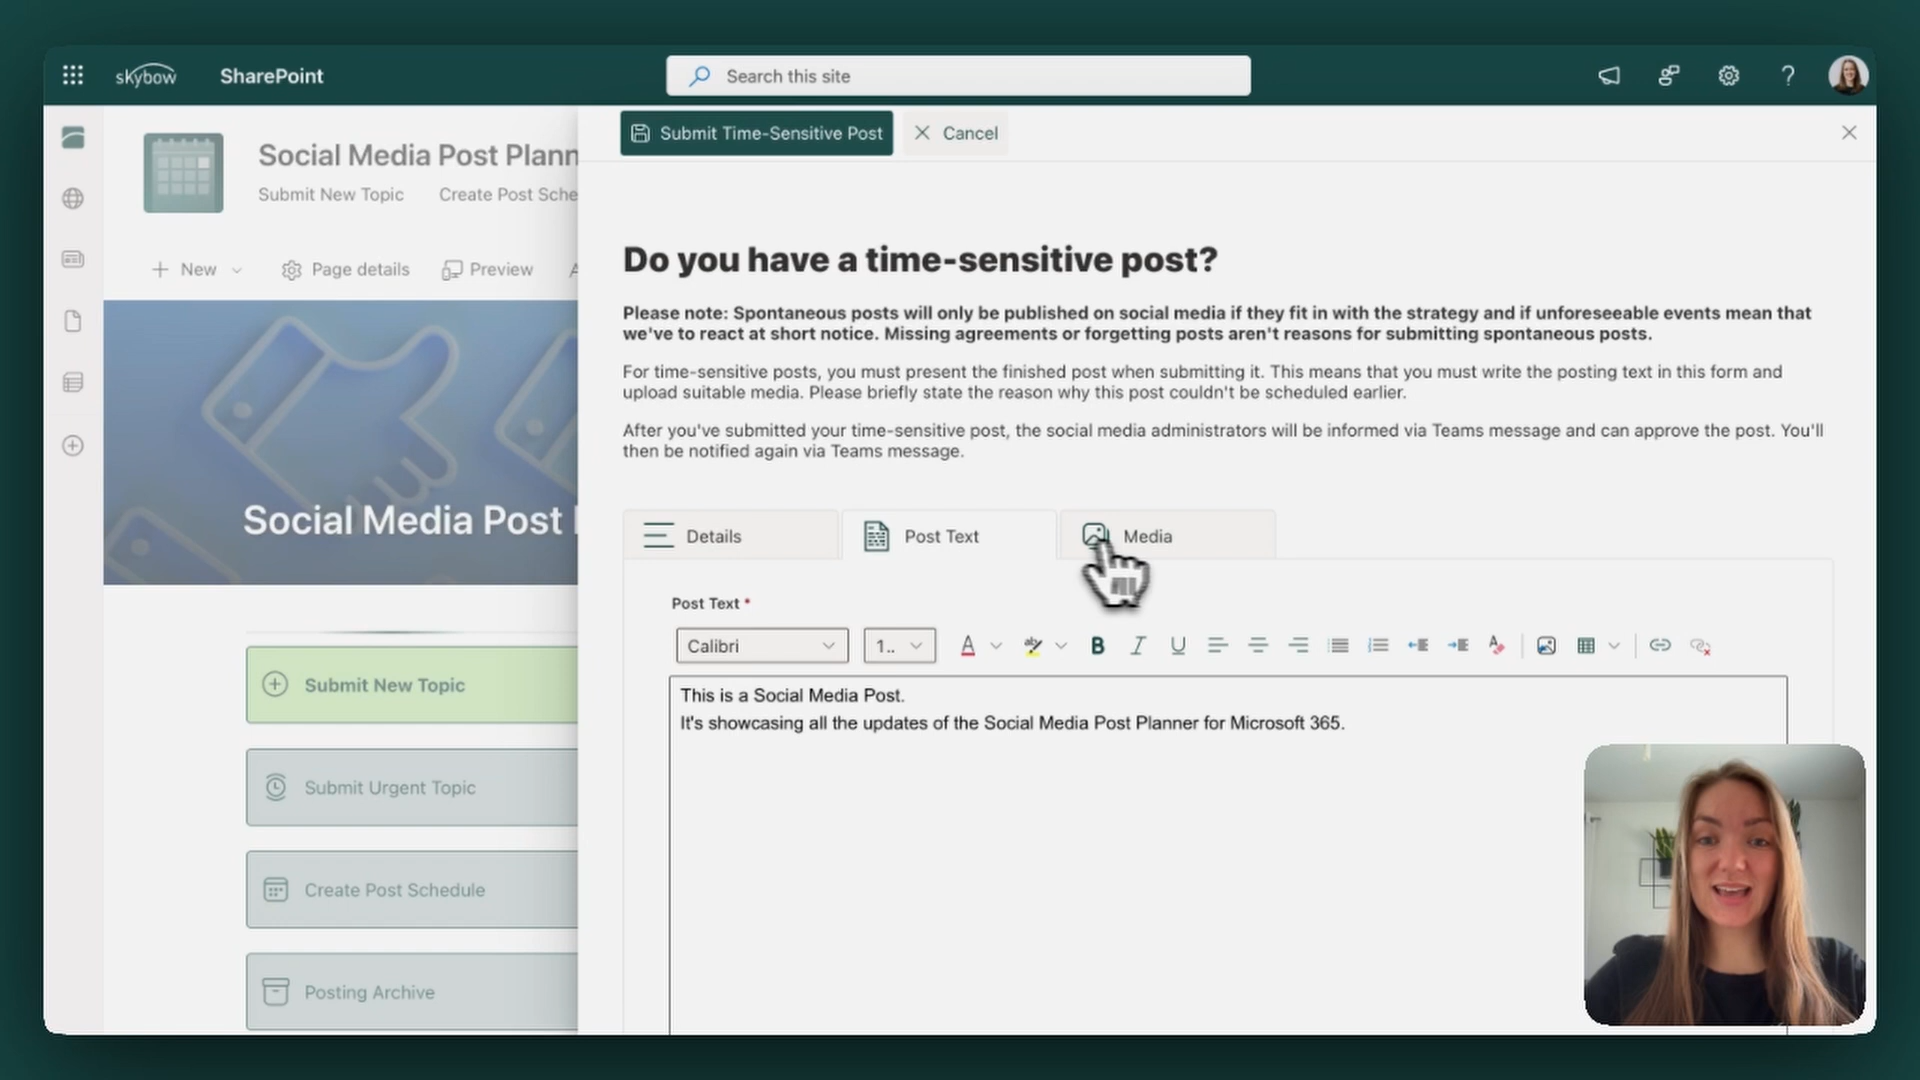 skybow
SharePoint
Search this site
Submit Time-Sensitive Post
Cancel
Social Media Post Plann
Submit New Topic
Create Post Sche
New
Page details
Preview
Do you have a time-sensitive post?
Please note: Spontaneous posts will only be published on social media if they fit in with the strategy and if unforeseeable events mean that
we've to react at short notice. Missing agreements or forgetting posts aren't reasons for submitting spontaneous posts.
For time-sensitive posts, you must present the finished post when submitting it. This means that you must write the posting text in this form and
upload suitable media. Please briefly state the reason why this post couldn't be scheduled earlier.
After you've submitted your time-sensitive post, the social media administrators will be informed via Teams message and can approve the post. You'll
then be notified again via Teams message.
Social Media Post
Details
Post Text
Media
Post Text *
Calibri
1..
This is a Social Media Post.
It's showcasing all the updates of the Social Media Post Planner for Microsoft 365.
Submit New Topic
Submit Urgent Topic
Create Post Schedule
Posting Archive